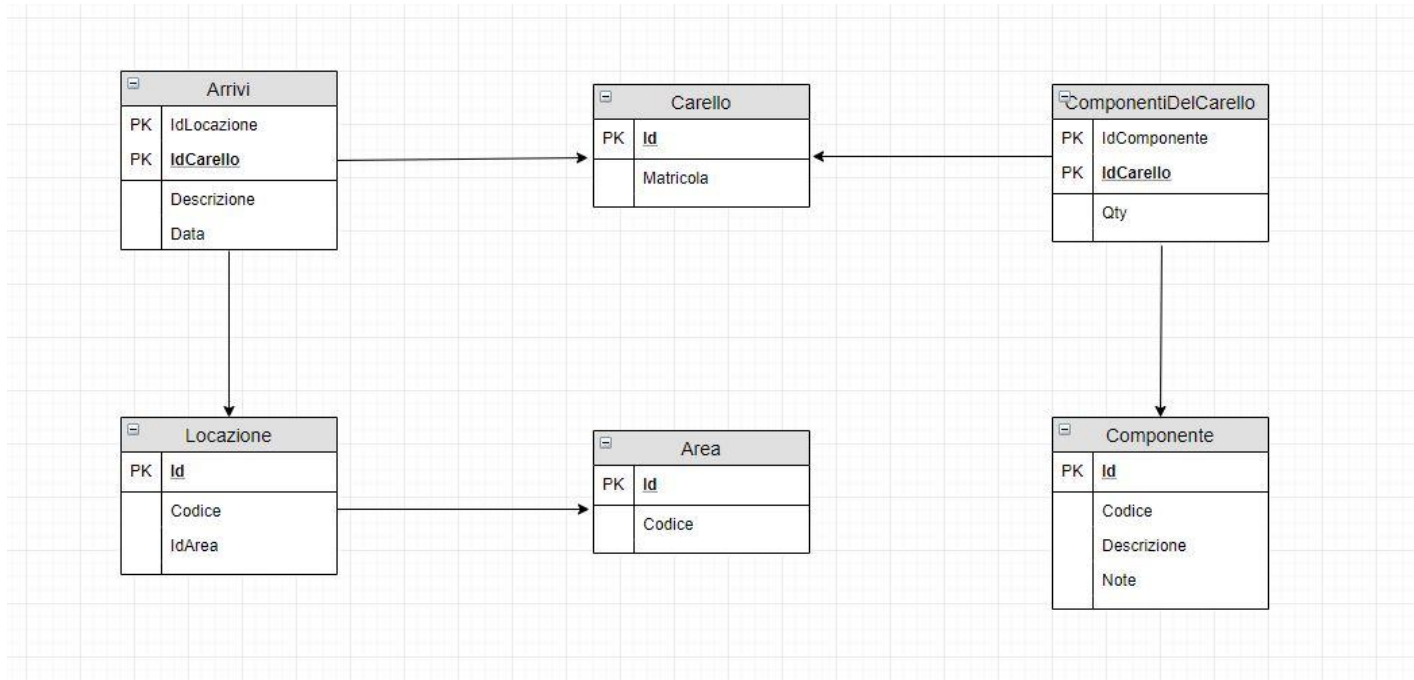 Arrivi
PK IdLocazione
PK IdCarello
Descrizione
Data
Carello
PK Id
Matricola
ComponentiDelCarello
PK IdComponente
PK IdCarello
Qty
Locazione
PK Id
Codice
IdArea
Area
PK Id
Codice
Componente
PK Id
Codice
Descrizione
Note